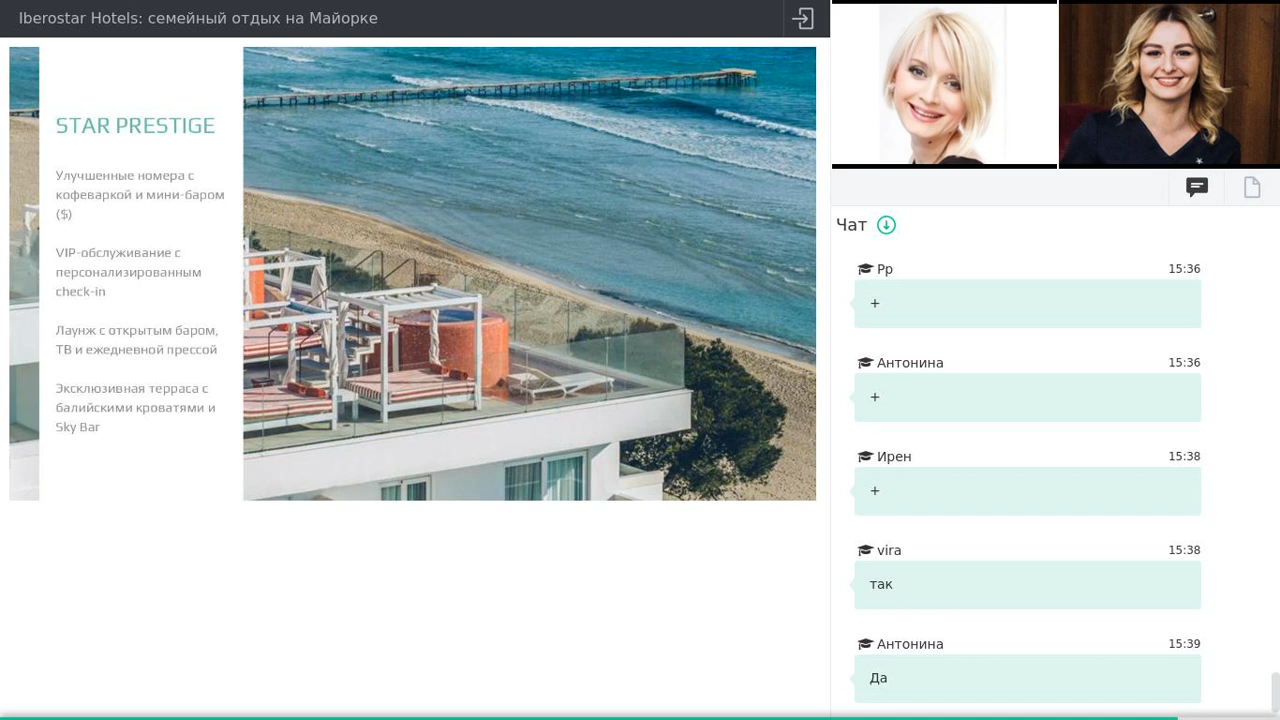 Iberostar Hotels: семейный отдых на Майорке
STAR PRESTIGE
Улучшенные номера с
кофеваркой и мини-баром
($)
VIP-обслуживание с
персонализированным
check-in
Лаунж с открытым баром,
ТВ и ежедневной прессой
Эксклюзивная терраса с
балийскими кроватями и
Sky Bar
Чат
Рр 15:36
+
Антонина 15:36
+
Ирен 15:38
+
vira 15:38
так
Антонина 15:39
Да